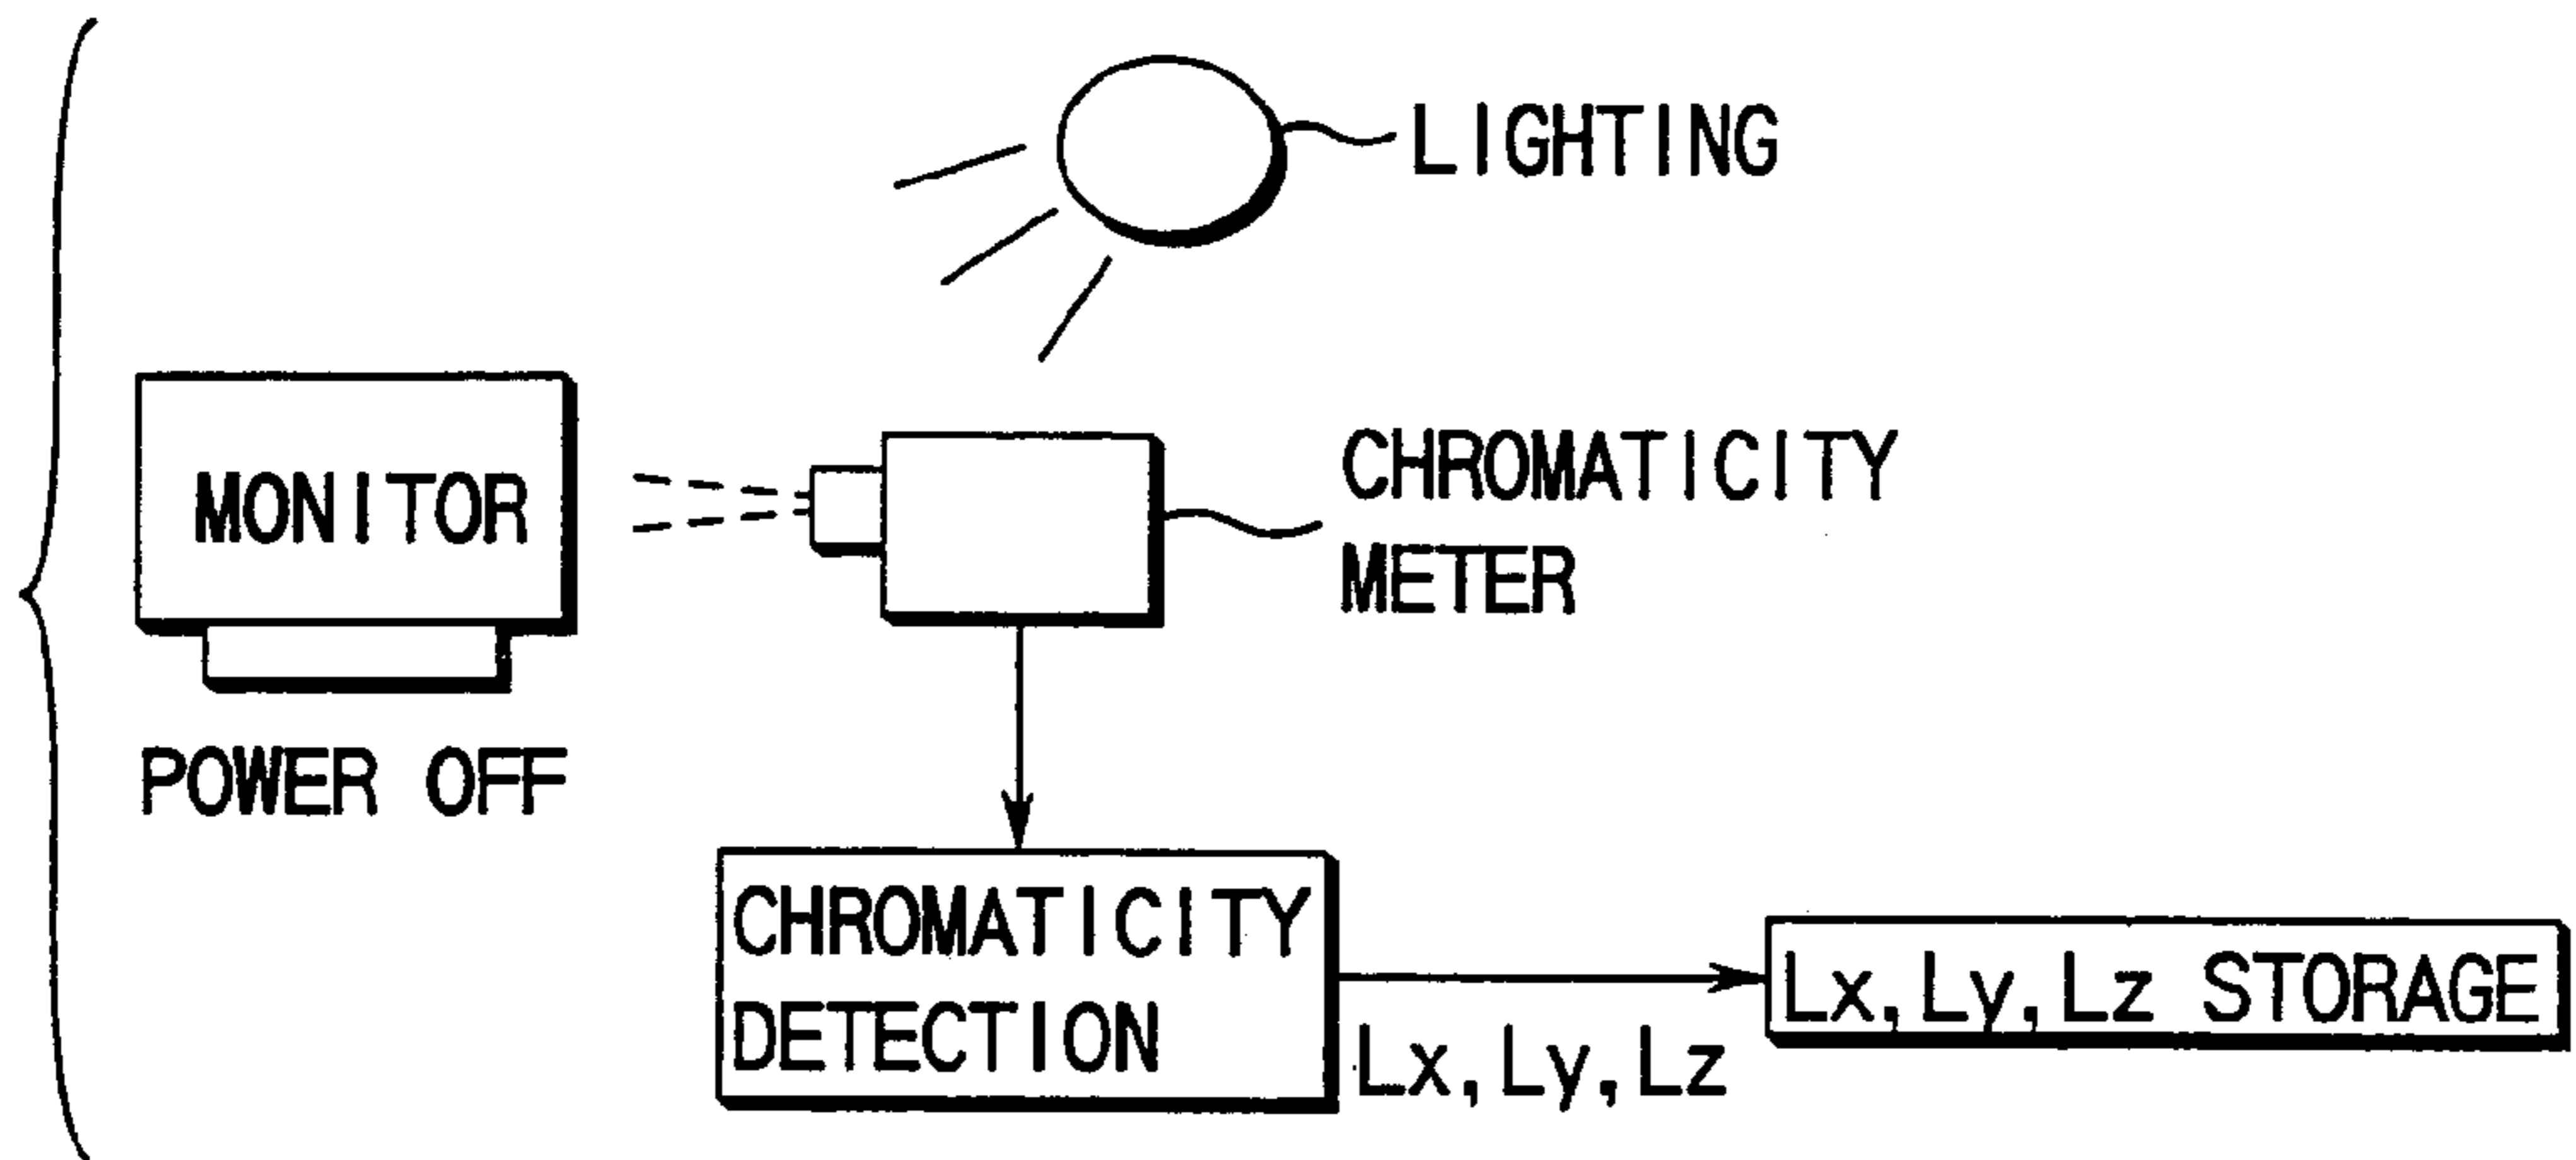 LIGHTING
MONITOR
CHROMATICITY
METER
POWER OFF
CHROMATICITY
DETECTION
Lx, Ly, Lz
Lx, Ly, Lz STORAGE